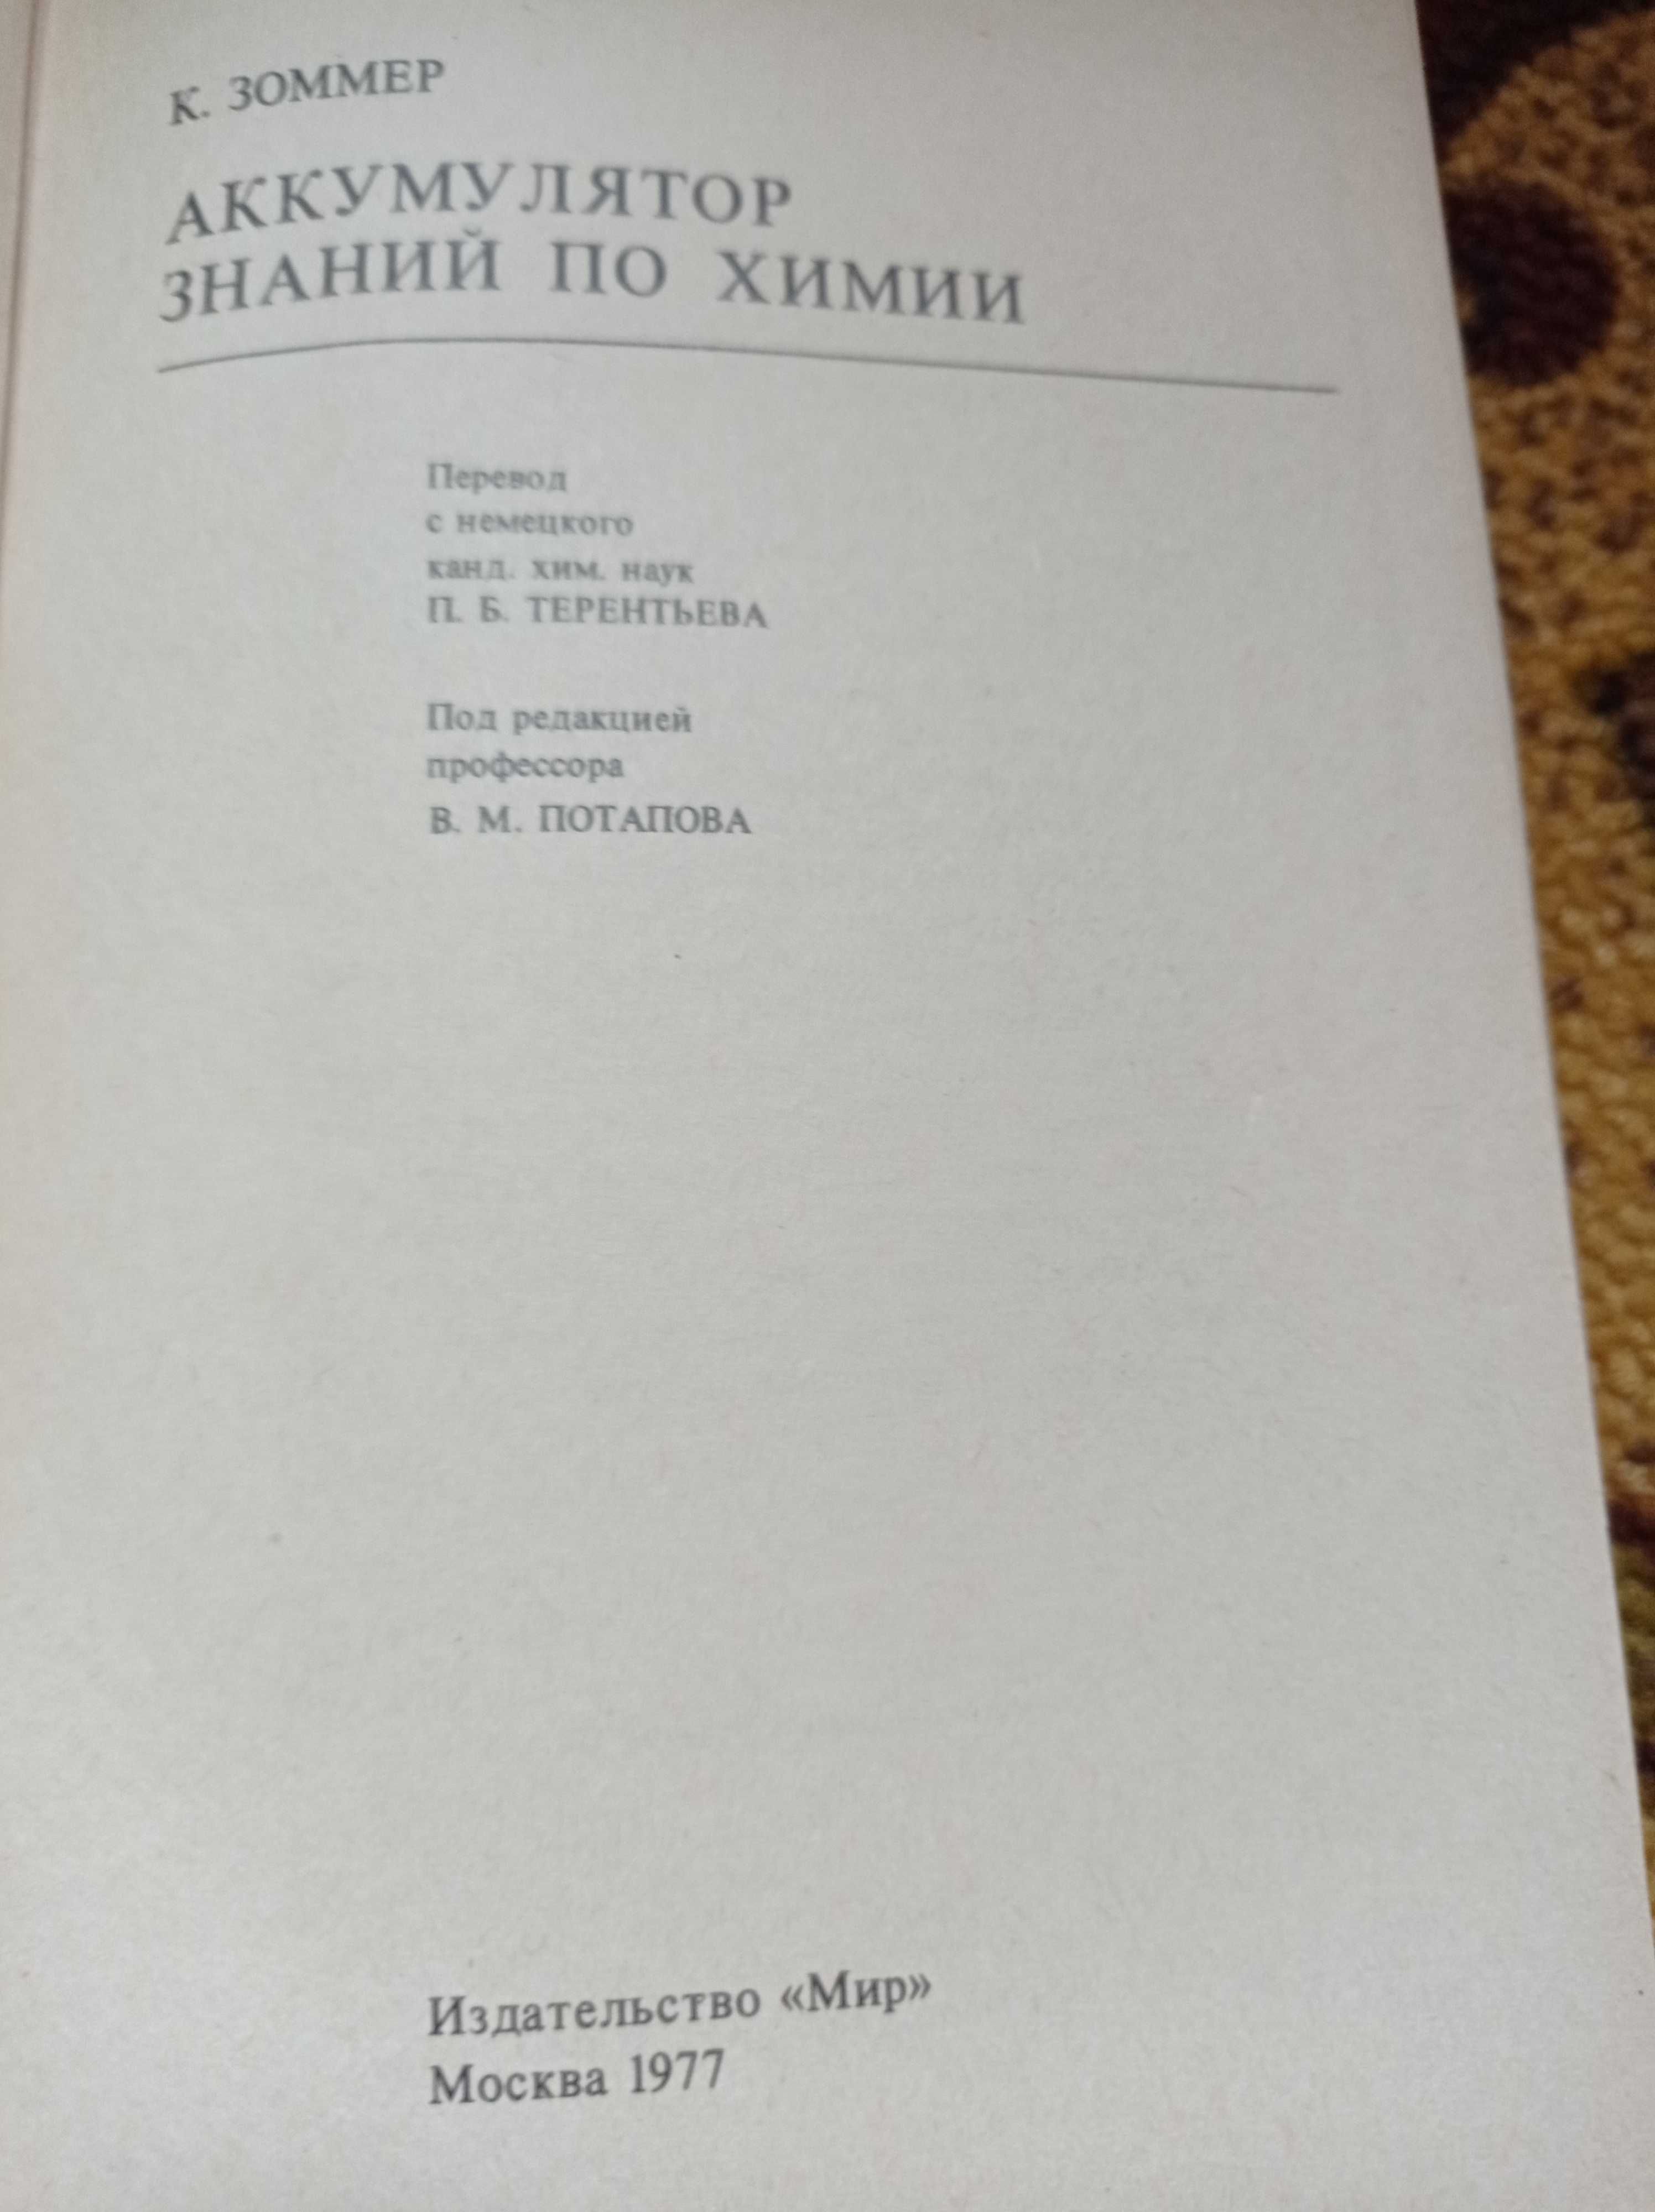 К. ЗОММЕР
АККУМУЛЯТОР
ЗНАНИЙ ПО ХИМИИ
Перевод
с немецкого
канд. хим. наук
П. Б. ТЕРЕНТЬЕВА
Под редакцией
профессора
В. М. ПОТАПОВА
Издательство «Мир»
Москва 1977